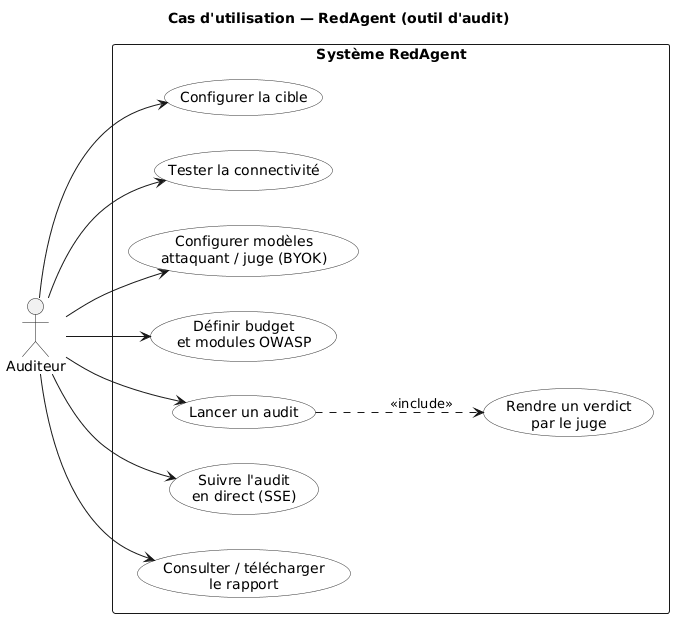 Cas d'utilisation — RedAgent (outil d'audit)
Système RedAgent
Configurer la cible
Tester la connectivité
Configurer modèles
attaquant / juge (BYOK)
Définir budget
et modules OWASP
Auditeur
Lancer un audit
«include»
Rendre un verdict
par le juge
Suivre l'audit
en direct (SSE)
Consulter / télécharger
le rapport